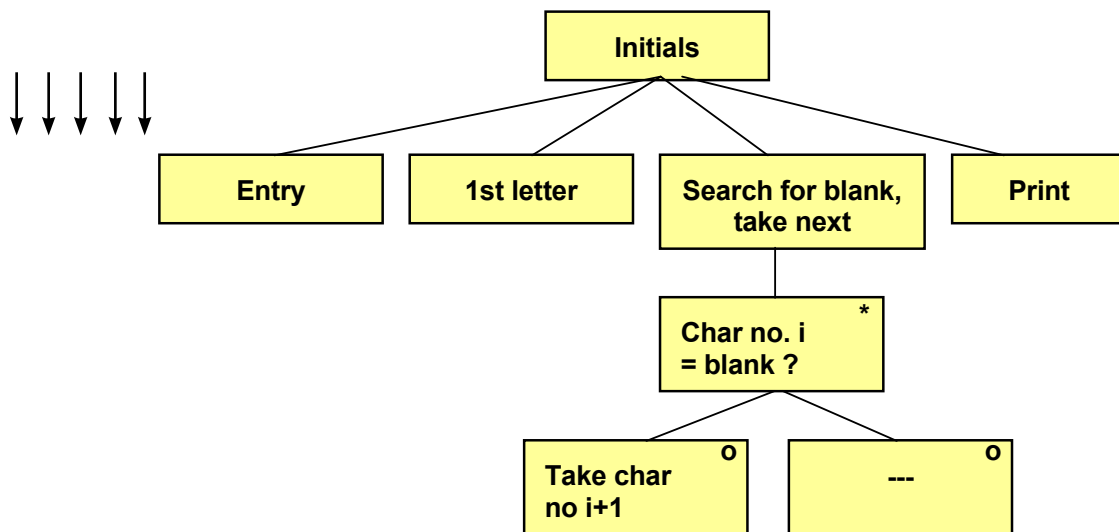 Initials
Entry
1st letter
Search for blank,
take next
Print
*
Char no. i
= blank ?
o
Take char
no i+1
o
---